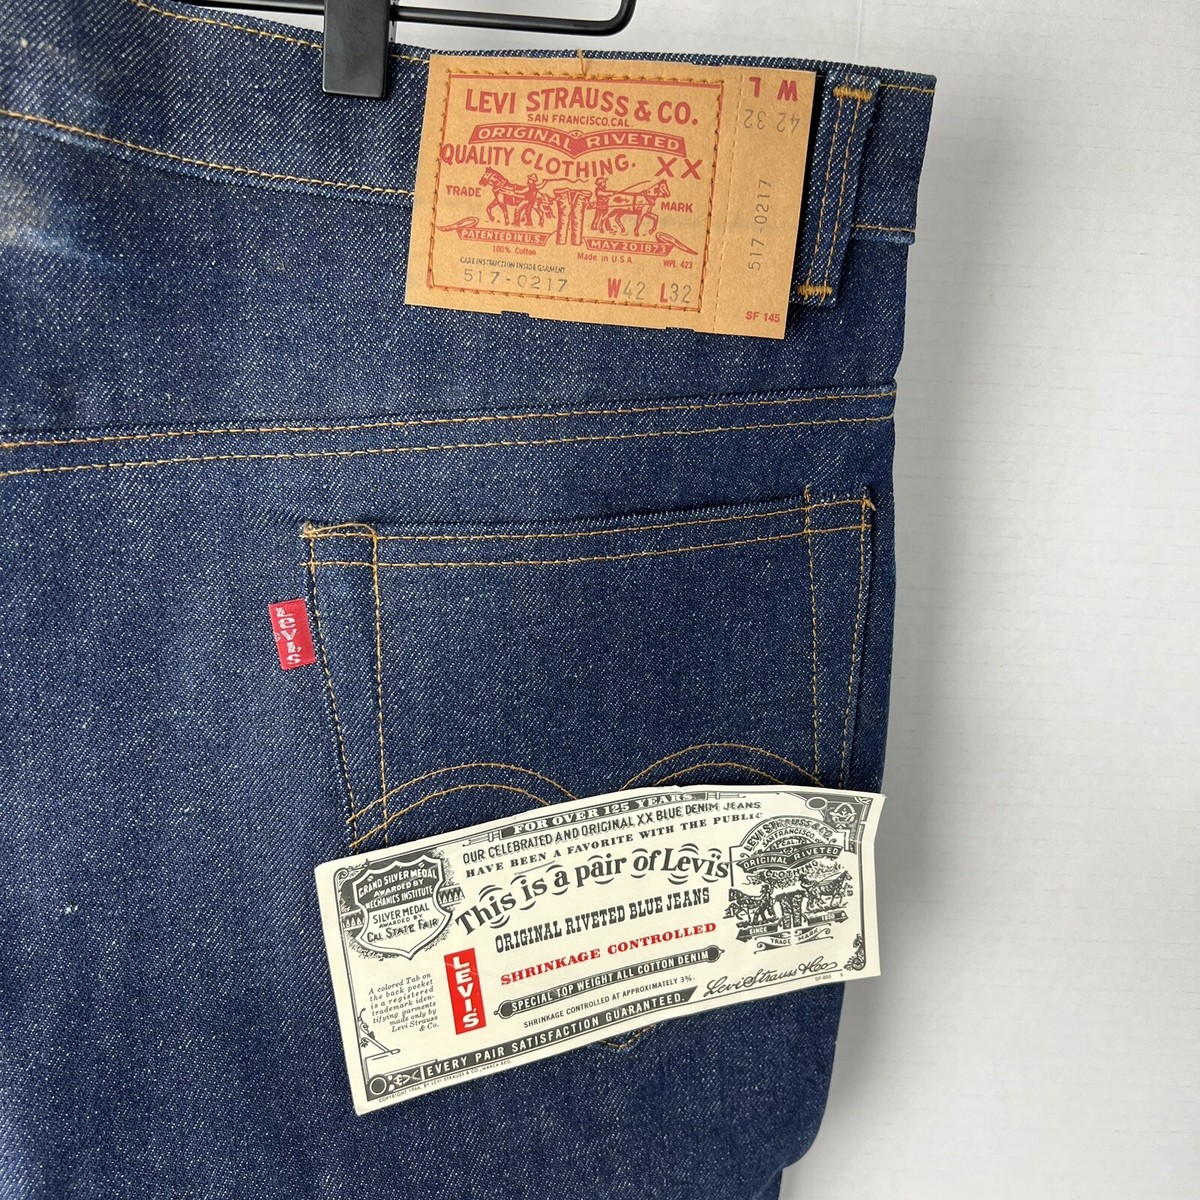 LEVI STRAUSS & CO.
SAN FRANCISCO, CAL.
ORIGINAL RIVETED
QUALITY CLOTHING. XX
TRADE MARK
PATENTED IN U.S.
MAY 20 1873
100% Cotton
Made in U.S.A.
WPL 423
CARE INSTRUCTION INSIDE GARMENT
517-0217
W42 L32
W L
42 32
517-0217
SF 145
LEVI'S
FOR OVER 125 YEARS
OUR CELEBRATED AND ORIGINAL XX BLUE DENIM JEANS
HAVE BEEN A FAVORITE WITH THE PUBLIC
This is a pair of Levi's
ORIGINAL RIVETED BLUE JEANS
SHRINKAGE CONTROLLED
SPECIAL TOP WEIGHT ALL COTTON DENIM
SHRINKAGE CONTROLLED AT APPROXIMATELY 3%.
EVERY PAIR SATISFACTION GUARANTEED.
GRAND SILVER MEDAL
AWARDED BY
MECHANICS INSTITUTE
SILVER MEDAL
AWARDED BY
CAL STATE FAIR
A colored Tab on
the back pocket
is a registered
trademark iden-
tifying garments
made only by
Levi Strauss
& Co.
LEVI'S
LEVI STRAUSS & CO.
SAN FRANCISCO,
CAL.
ORIGINAL RIVETED
CLOTHING
SINCE 1850
TRADE MARK
Levi Strauss & Co